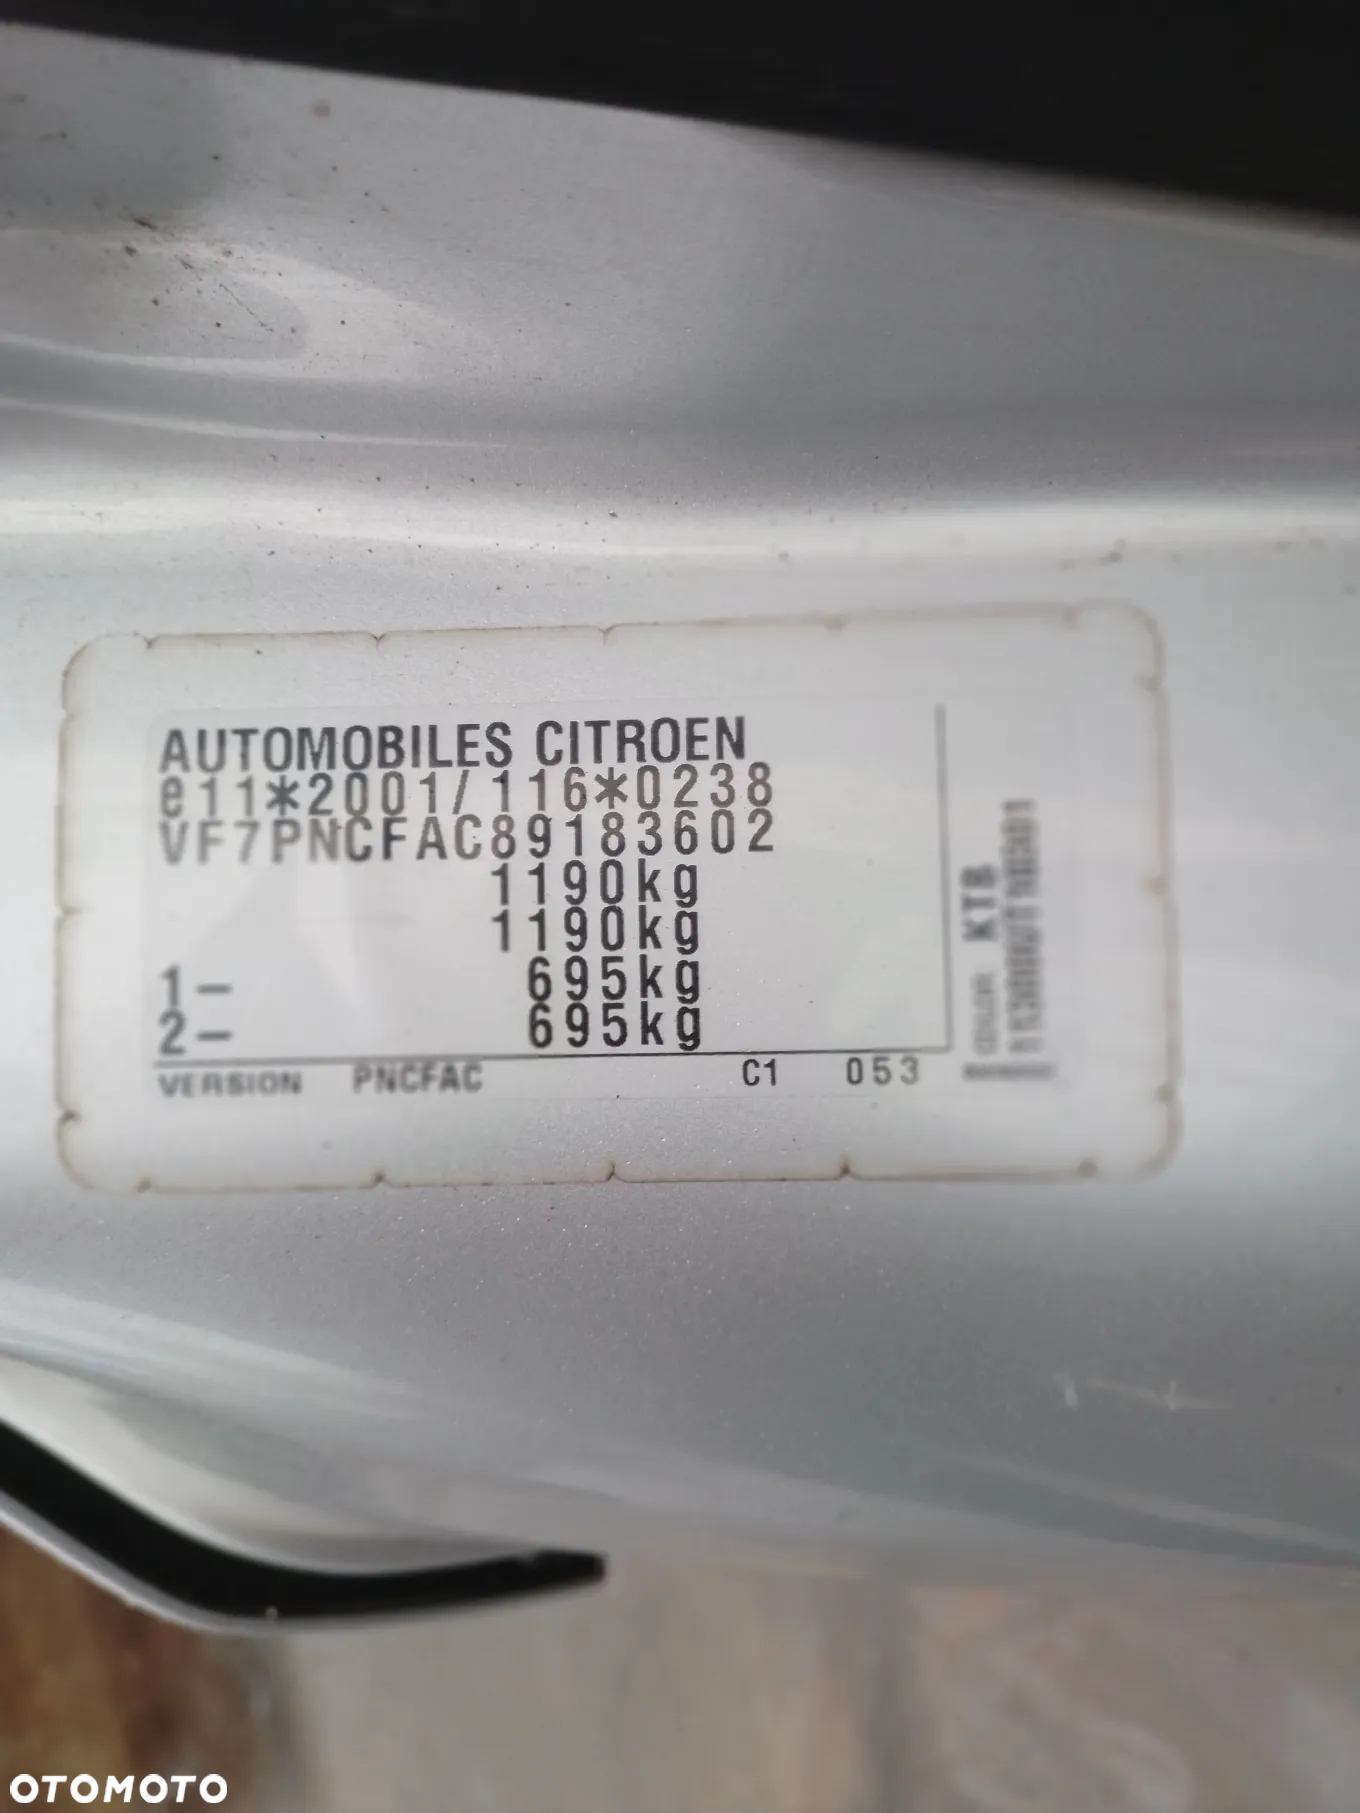 AUTOMOBILES CITROEN
e11*2001/116*0238
VF7PNCFAC89183602
1190kg
1190kg
1- 695kg
2- 695kg
VERSION PNCFAC C1 053
COLOR KTB
OTOMOTO